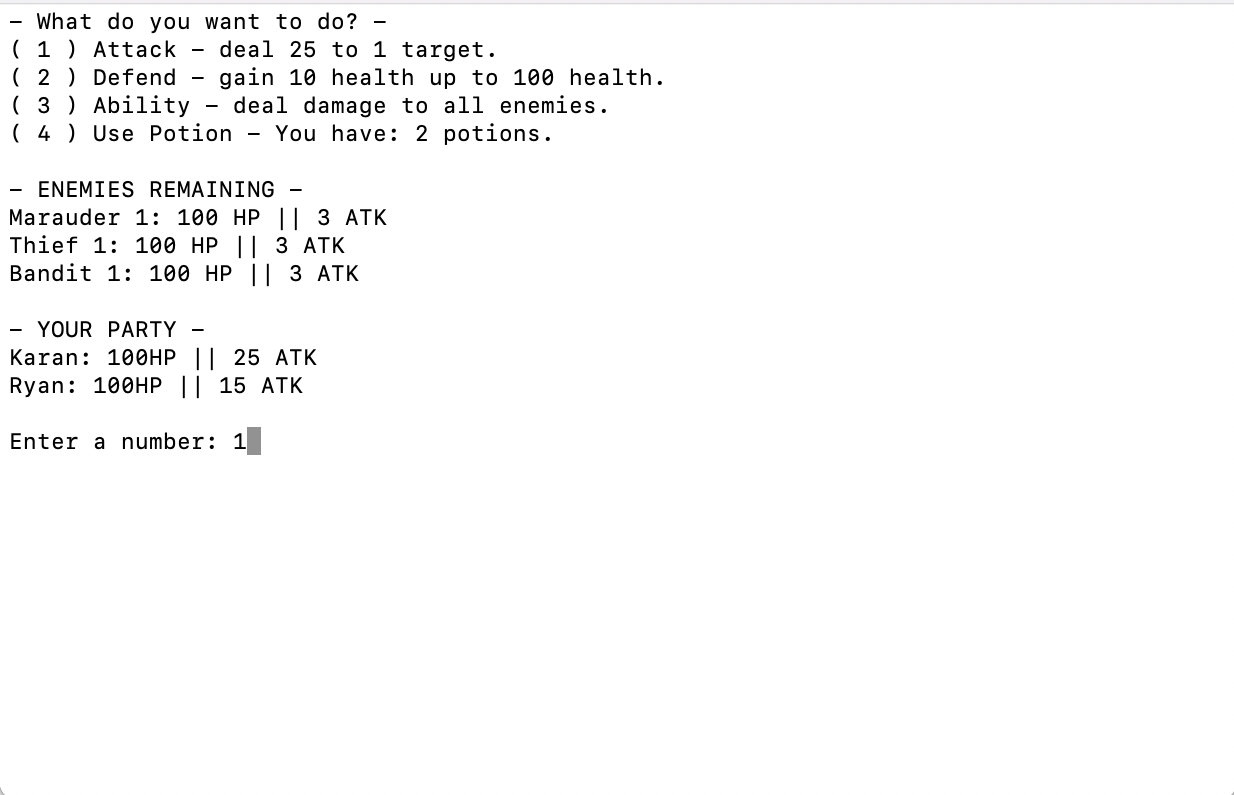 – What do you want to do? –
( 1 ) Attack – deal 25 to 1 target.
( 2 ) Defend – gain 10 health up to 100 health.
( 3 ) Ability – deal damage to all enemies.
( 4 ) Use Potion – You have: 2 potions.
– ENEMIES REMAINING –
Marauder 1: 100 HP || 3 ATK
Thief 1: 100 HP || 3 ATK
Bandit 1: 100 HP || 3 ATK
– YOUR PARTY –
Karan: 100HP || 25 ATK
Ryan: 100HP || 15 ATK
Enter a number: 1